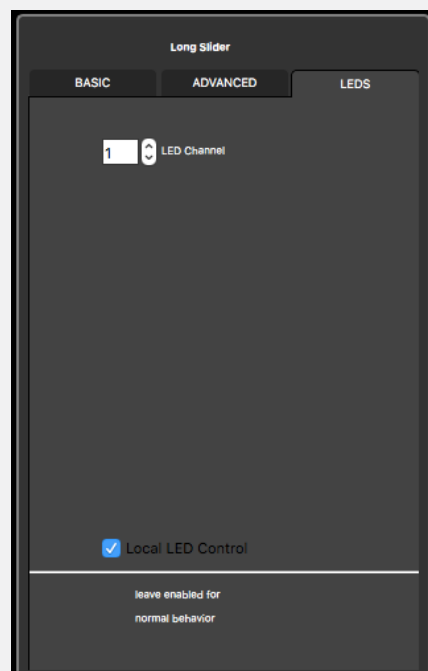 Long Slider
BASIC ADVANCED LEDS
1 LED Channel
Local LED Control
leave enabled for
normal behavior